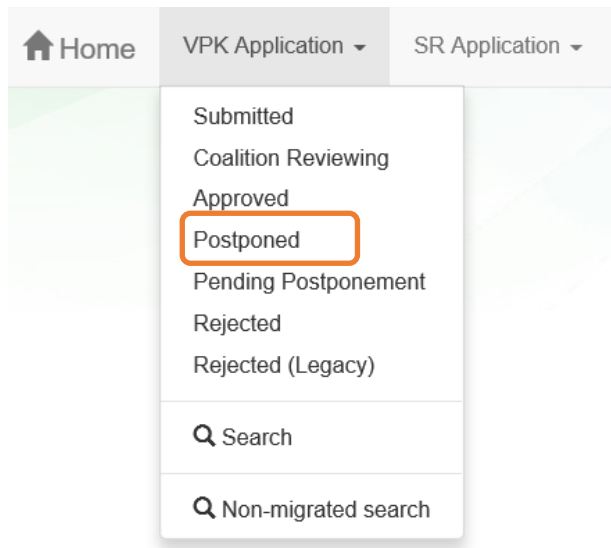 Home VPK Application SR Application
Submitted
Coalition Reviewing
Approved
Postponed
Pending Postponement
Rejected
Rejected (Legacy)
Search
Non-migrated search